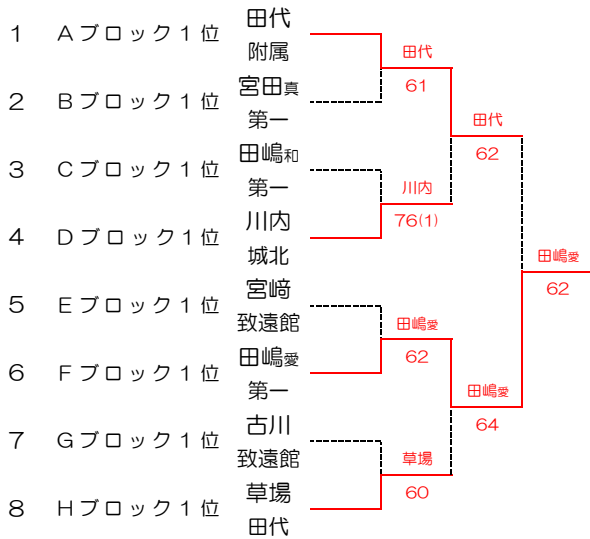 1 Aブロック1位 田代
附属
2 Bブロック1位 宮田真
第一
3 Cブロック1位 田嶋和
第一
4 Dブロック1位 川内
城北
5 Eブロック1位 宮﨑
致遠館
6 Fブロック1位 田嶋愛
第一
7 Gブロック1位 古川
致遠館
8 Hブロック1位 草場
田代
田代
61
川内
76(1)
田嶋愛
62
草場
60
田代
62
田嶋愛
64
田嶋愛
62